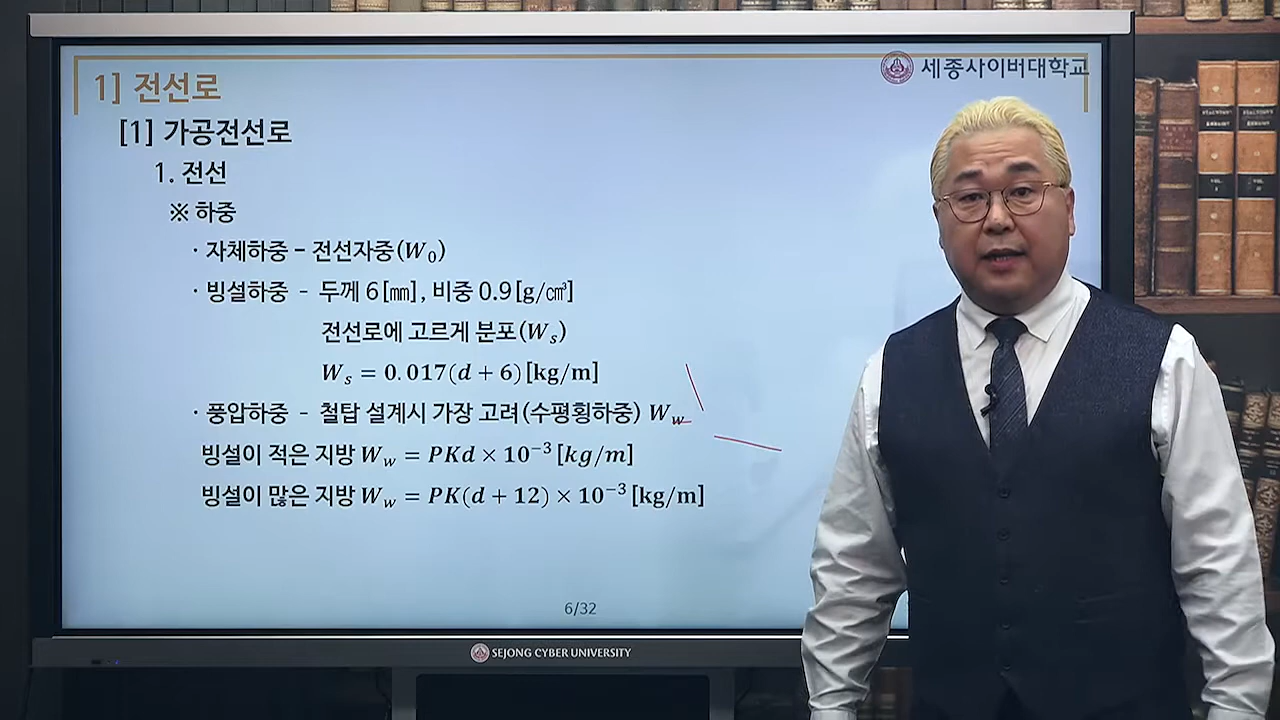 세종사이버대학교
1] 전선로
[1] 가공전선로
1. 전선
※ 하중
· 자체하중 – 전선자중(W₀)
· 빙설하중 – 두께 6[㎜], 비중 0.9[g/㎤]
전선로에 고르게 분포(Wₛ)
Wₛ = 0.017(d + 6)[kg/m]
· 풍압하중 – 철탑 설계시 가장 고려(수평횡하중) W_w
빙설이 적은 지방 W_w = PKd × 10⁻³[kg/m]
빙설이 많은 지방 W_w = PK(d + 12) × 10⁻³[kg/m]
6/32
SEJONG CYBER UNIVERSITY